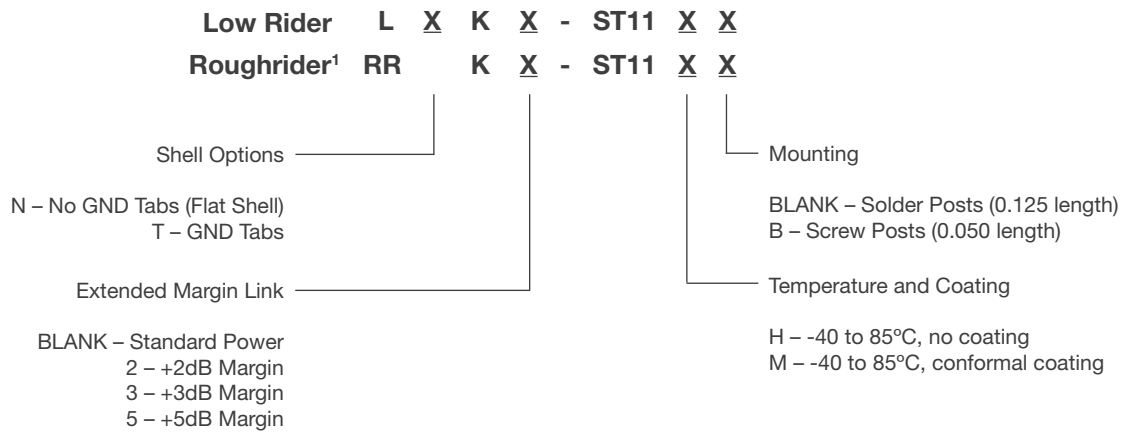 Low Rider L X K X - ST11 X X
Roughrider¹ RR K X - ST11 X X
Shell Options
N – No GND Tabs (Flat Shell)
T – GND Tabs
Extended Margin Link
BLANK – Standard Power
2 – +2dB Margin
3 – +3dB Margin
5 – +5dB Margin
Mounting
BLANK – Solder Posts (0.125 length)
B – Screw Posts (0.050 length)
Temperature and Coating
H – -40 to 85ºC, no coating
M – -40 to 85ºC, conformal coating